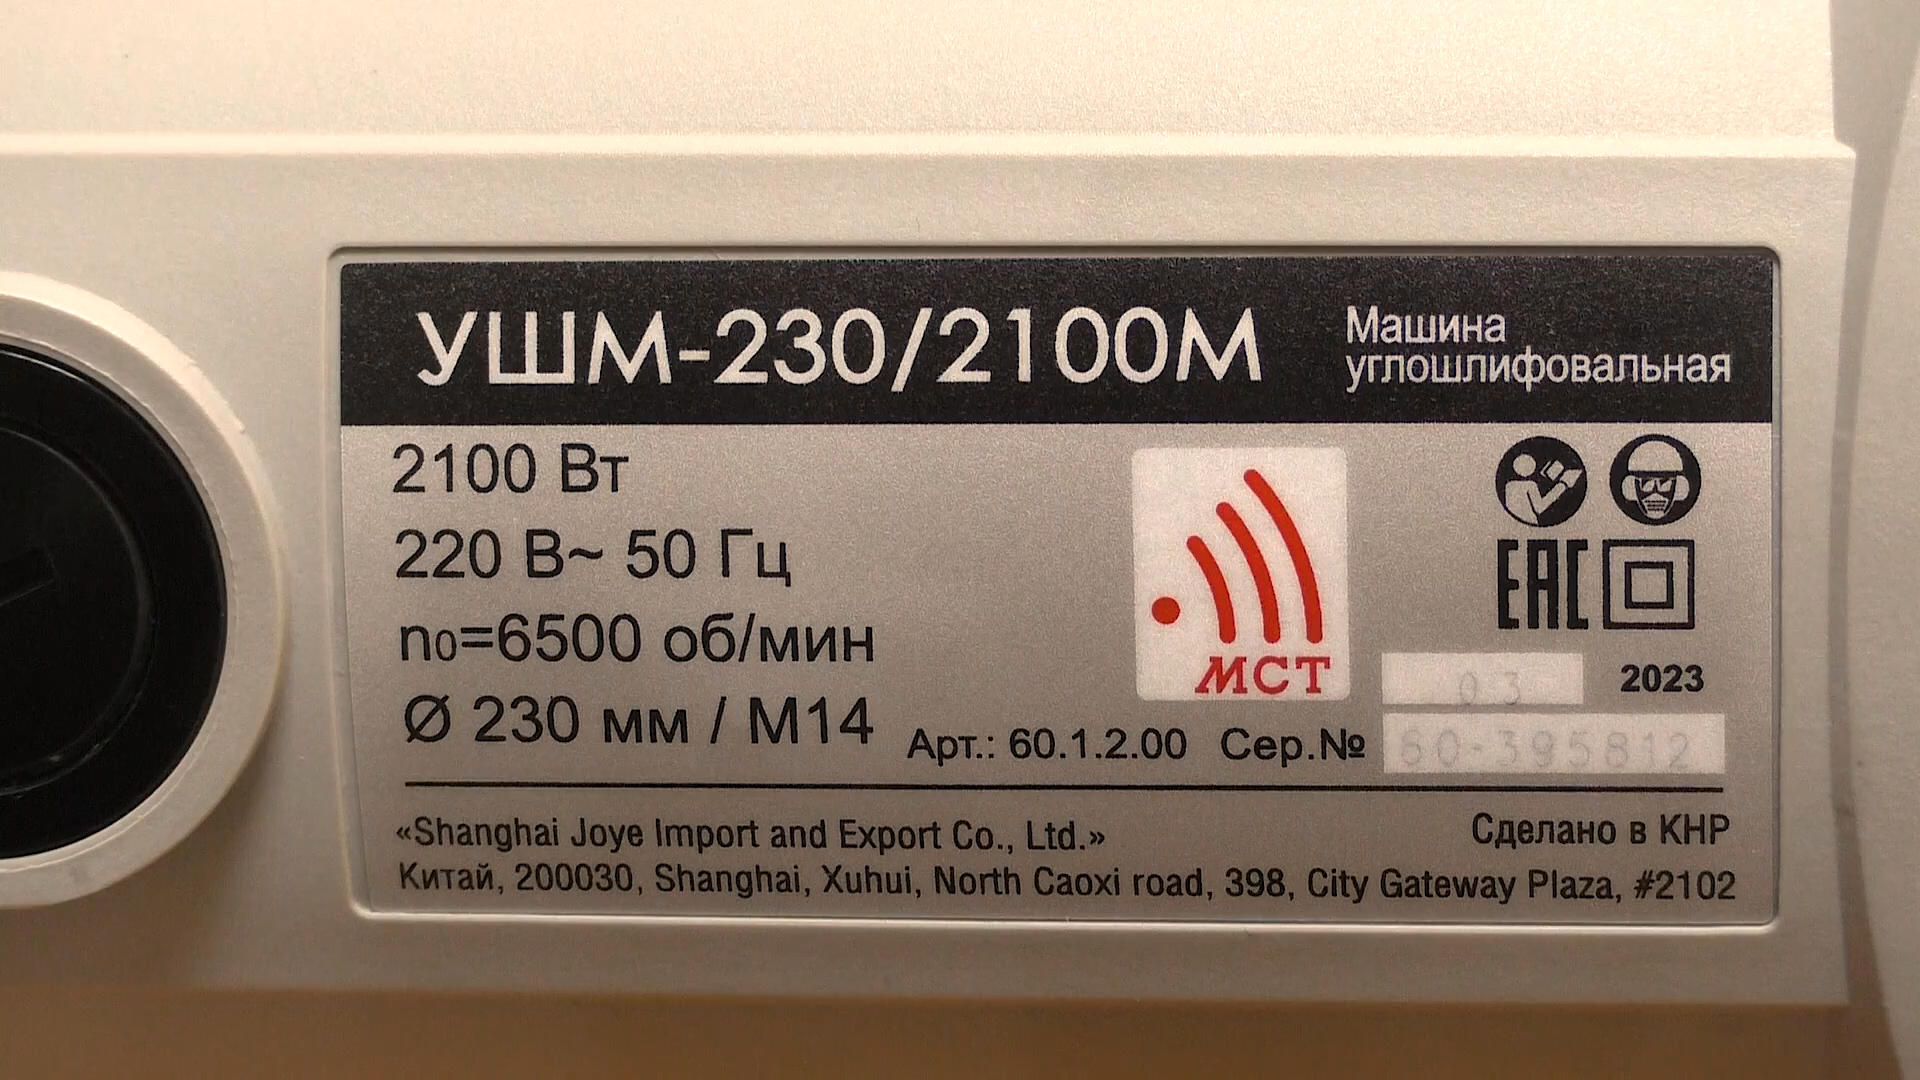 УШМ-230/2100М
Машина
углошлифовальная
2100 Вт
220 В~ 50 Гц
n₀=6500 об/мин
Ø 230 мм / М14
МСТ
EAC
03
2023
Арт.: 60.1.2.00 Сер.№ 60-395812
«Shanghai Joye Import and Export Co., Ltd.»
Сделано в КНР
Китай, 200030, Shanghai, Xuhui, North Caoxi road, 398, City Gateway Plaza, #2102